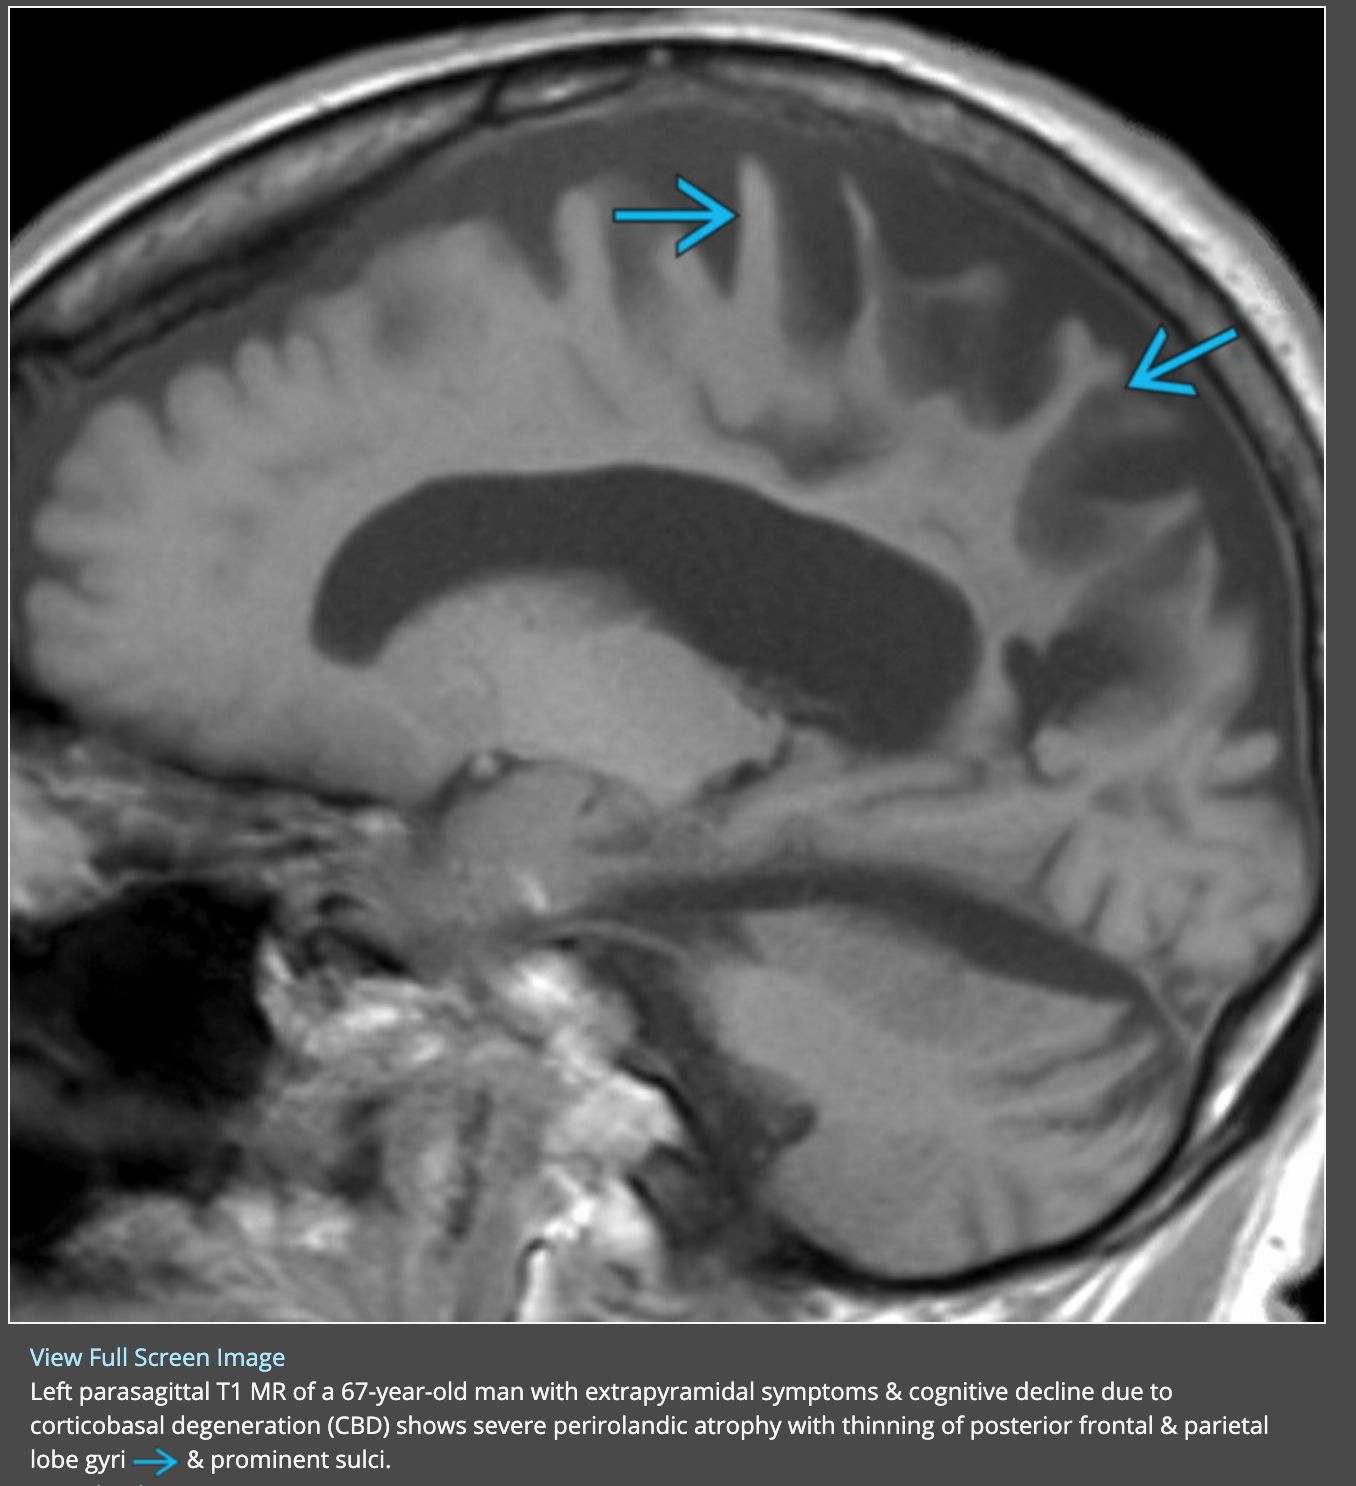 View Full Screen Image
Left parasagittal T1 MR of a 67-year-old man with extrapyramidal symptoms & cognitive decline due to
corticobasal degeneration (CBD) shows severe perirolandic atrophy with thinning of posterior frontal & parietal
lobe gyri → & prominent sulci.